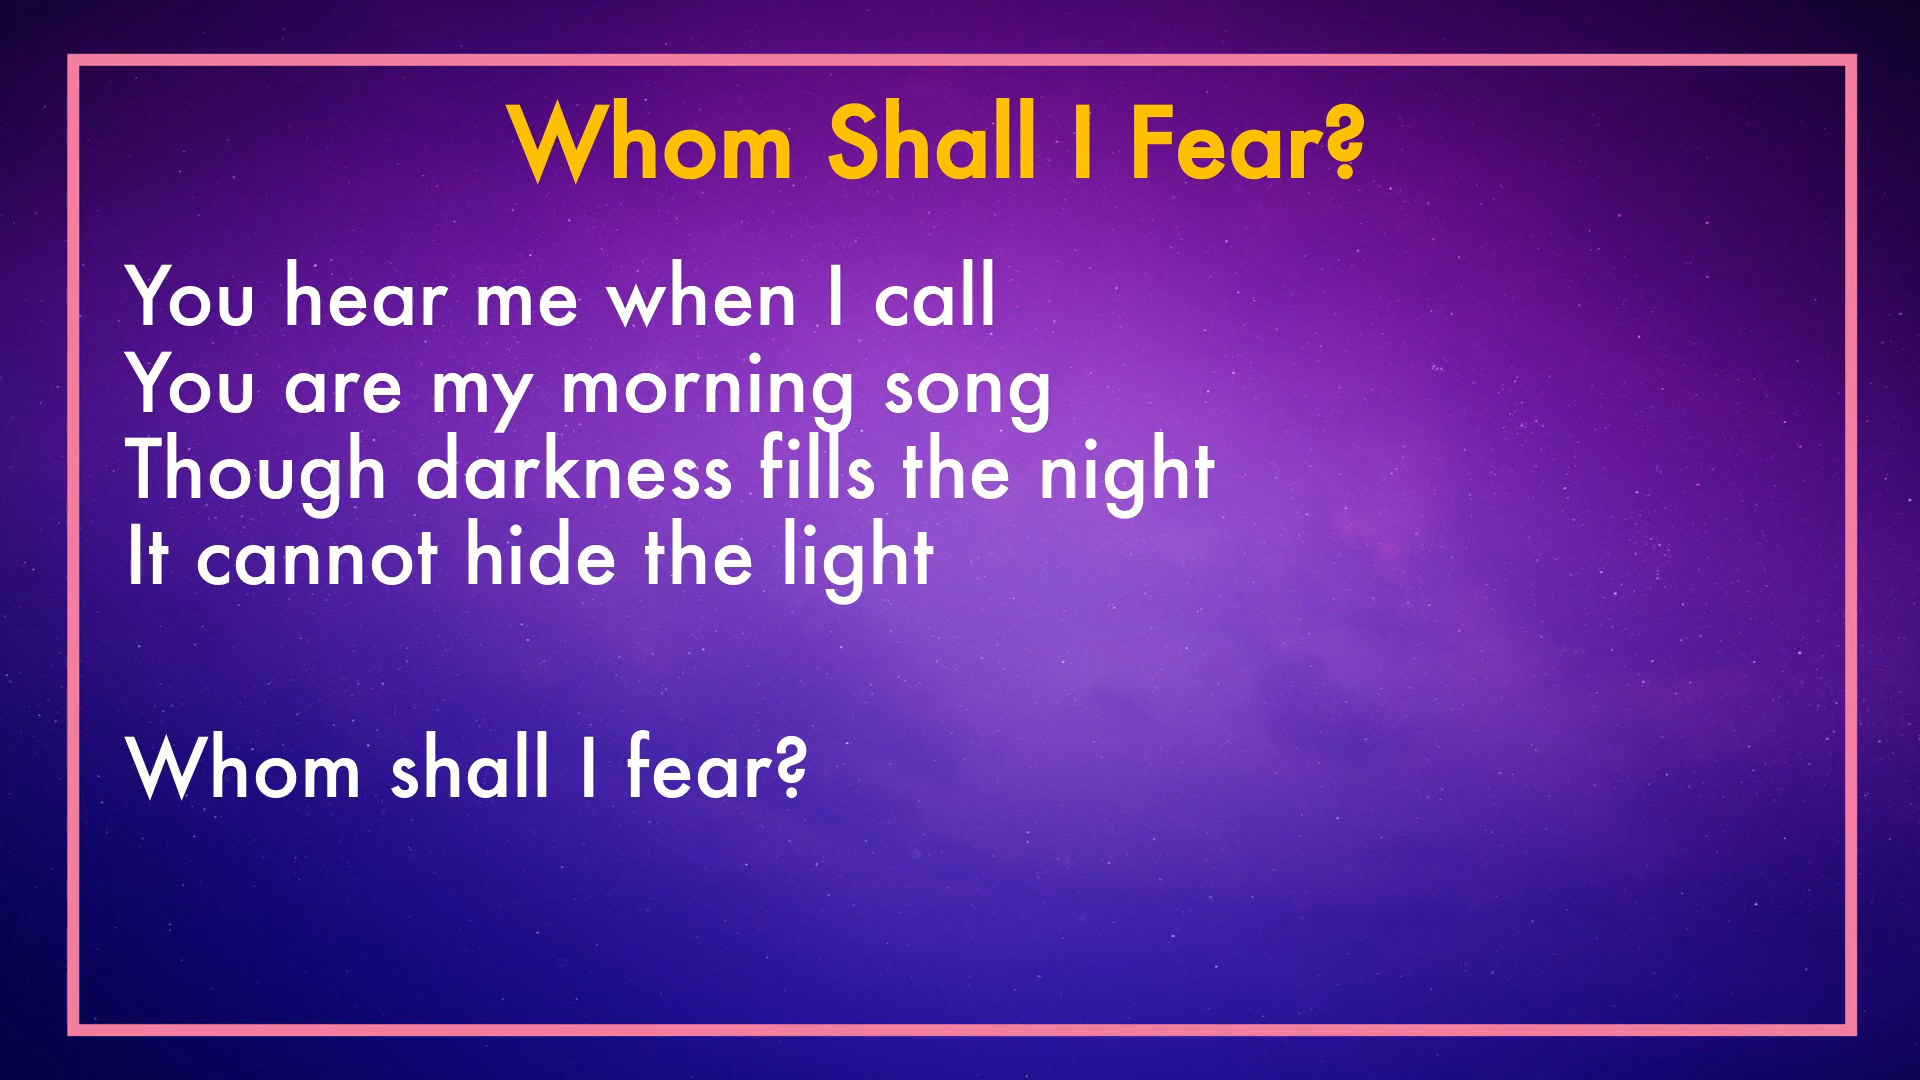 Whom Shall I Fear?
You hear me when I call
You are my morning song
Though darkness fills the night
It cannot hide the light
Whom shall I fear?